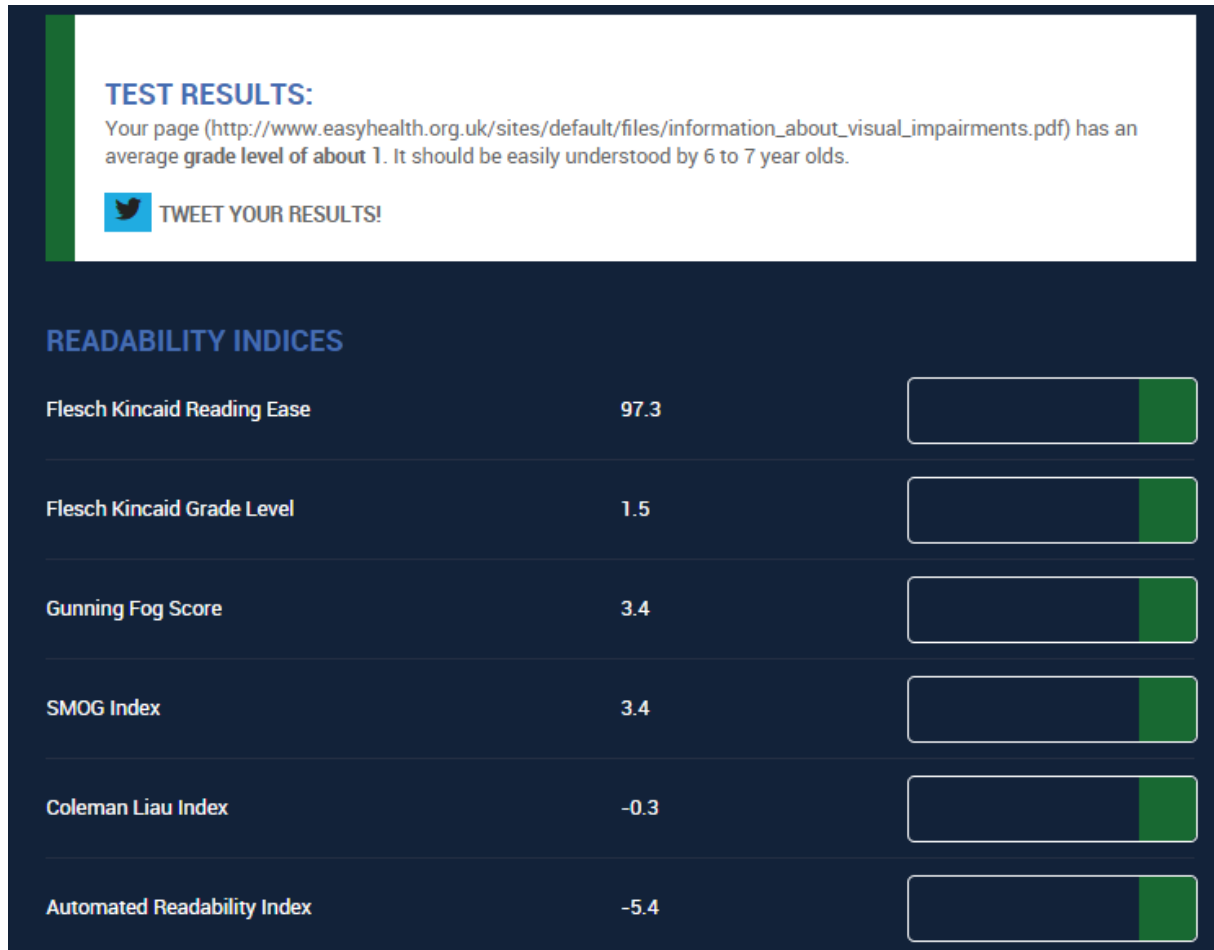 TEST RESULTS:
Your page (http://www.easyhealth.org.uk/sites/default/files/information_about_visual_impairments.pdf) has an
average grade level of about 1. It should be easily understood by 6 to 7 year olds.
TWEET YOUR RESULTS!
READABILITY INDICES
Flesch Kincaid Reading Ease 97.3
Flesch Kincaid Grade Level 1.5
Gunning Fog Score 3.4
SMOG Index 3.4
Coleman Liau Index -0.3
Automated Readability Index -5.4